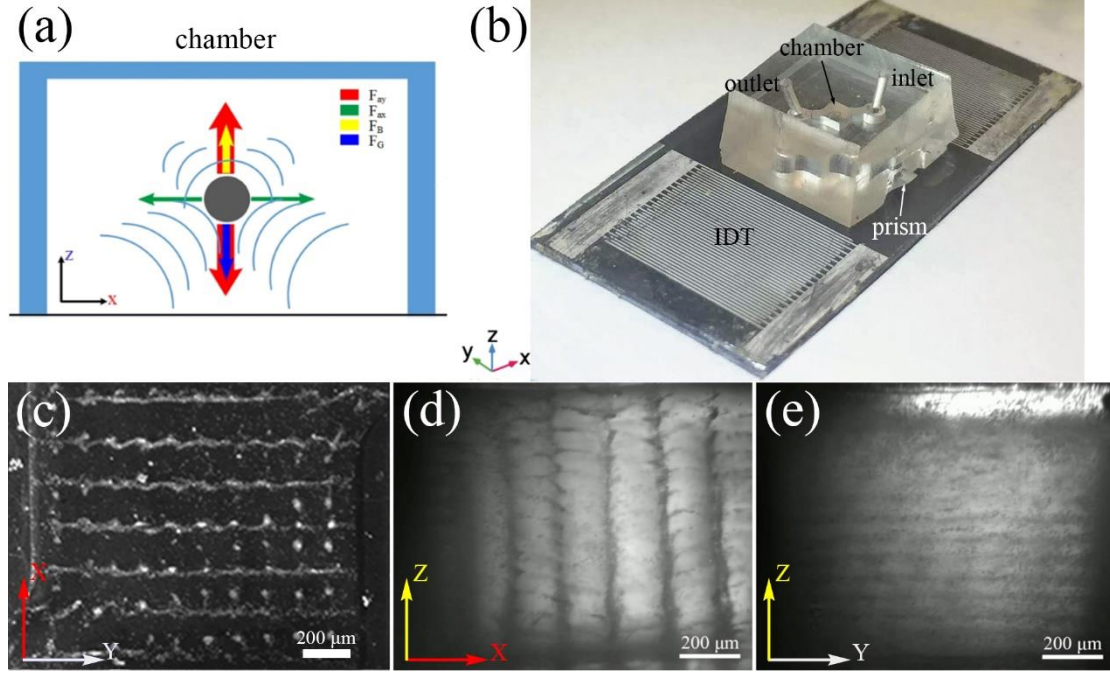 (a)
chamber
F_ay
F_ax
F_B
F_G
z
x
(b)
chamber
outlet
inlet
IDT
prism
z
y
x
(c)
X
Y
200 μm
(d)
Z
X
200 μm
(e)
Z
Y
200 μm